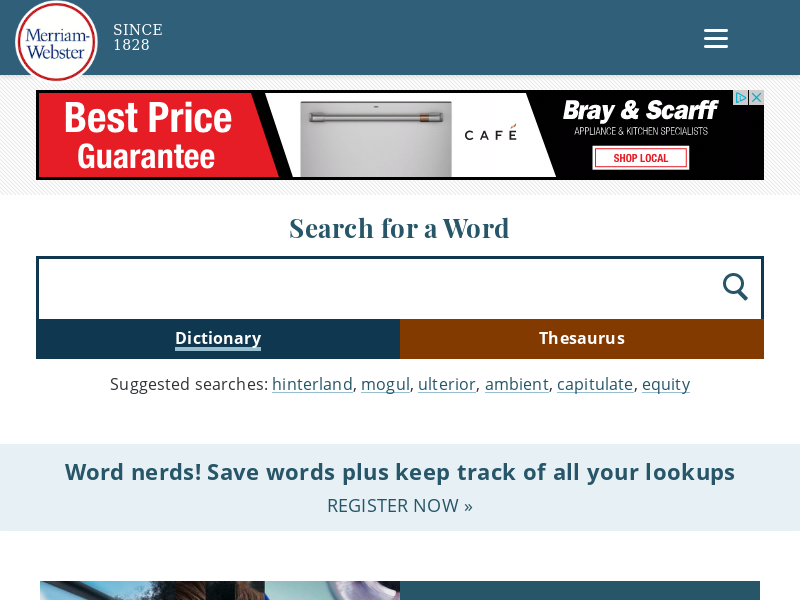 Merriam-
Webster
SINCE
1828
Best Price
Guarantee
CAFÉ
Bray & Scarff
APPLIANCE & KITCHEN SPECIALISTS
SHOP LOCAL
Search for a Word
Dictionary
Thesaurus
Suggested searches: hinterland, mogul, ulterior, ambient, capitulate, equity
Word nerds! Save words plus keep track of all your lookups
REGISTER NOW »